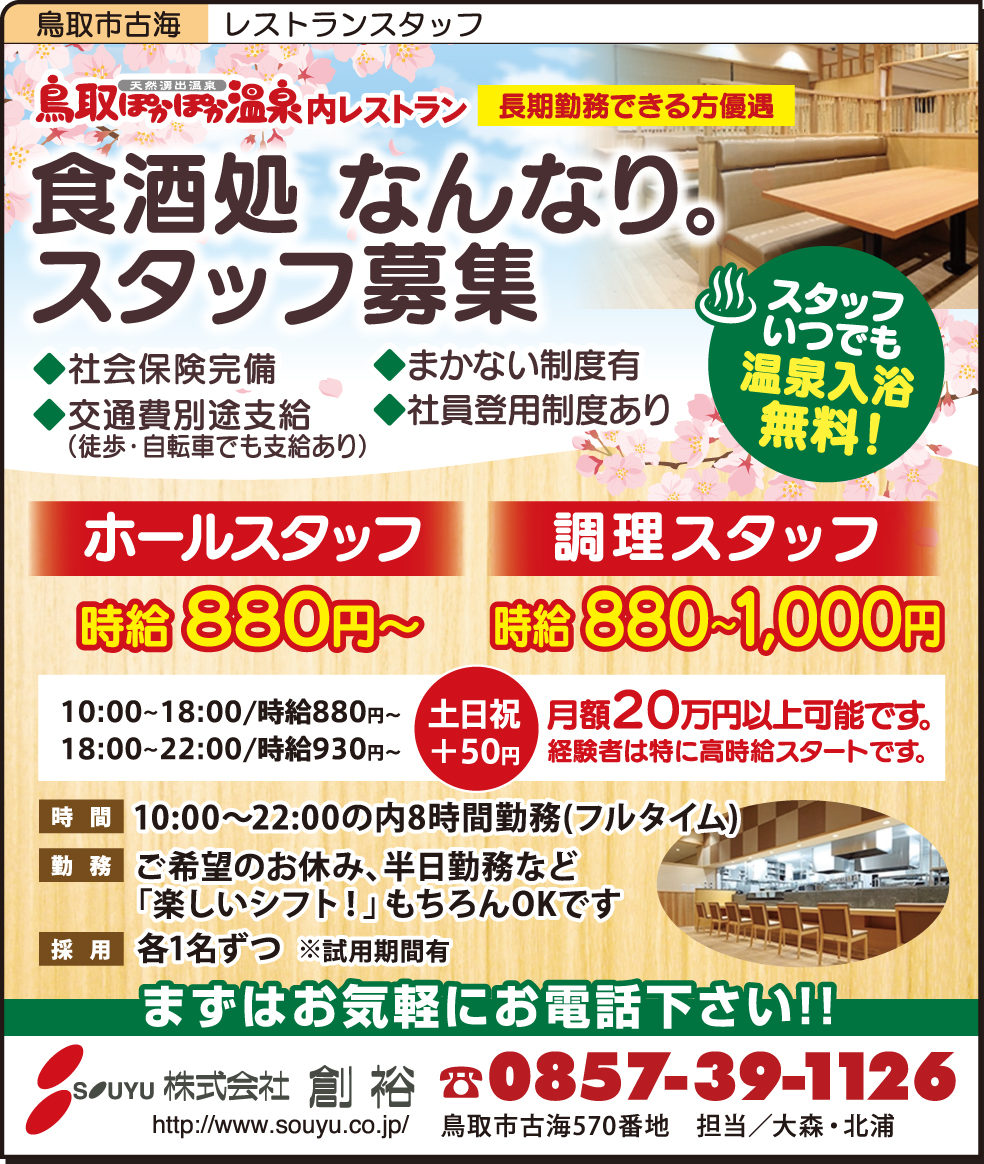 鳥取市古海 レストランスタッフ
天然湧出温泉
鳥取ぽかぽか温泉内レストラン 長期勤務できる方優遇
食酒処 なんなり。
スタッフ募集
スタッフ
いつでも
温泉入浴
無料!
◆社会保険完備 ◆まかない制度有
◆交通費別途支給 ◆社員登用制度あり
(徒歩・自転車でも支給あり)
ホールスタッフ
時給 880円~
調理スタッフ
時給 880~1,000円
10:00~18:00/時給880円~
18:00~22:00/時給930円~
土日祝
+50円
月額20万円以上可能です。
経験者は特に高時給スタートです。
時間 10:00〜22:00の内8時間勤務(フルタイム)
勤務 ご希望のお休み、半日勤務など
「楽しいシフト!」もちろんOKです
採用 各1名ずつ ※試用期間有
まずはお気軽にお電話下さい!!
SOUYU 株式会社 創裕 ☎0857-39-1126
http://www.souyu.co.jp/ 鳥取市古海570番地 担当/大森・北浦